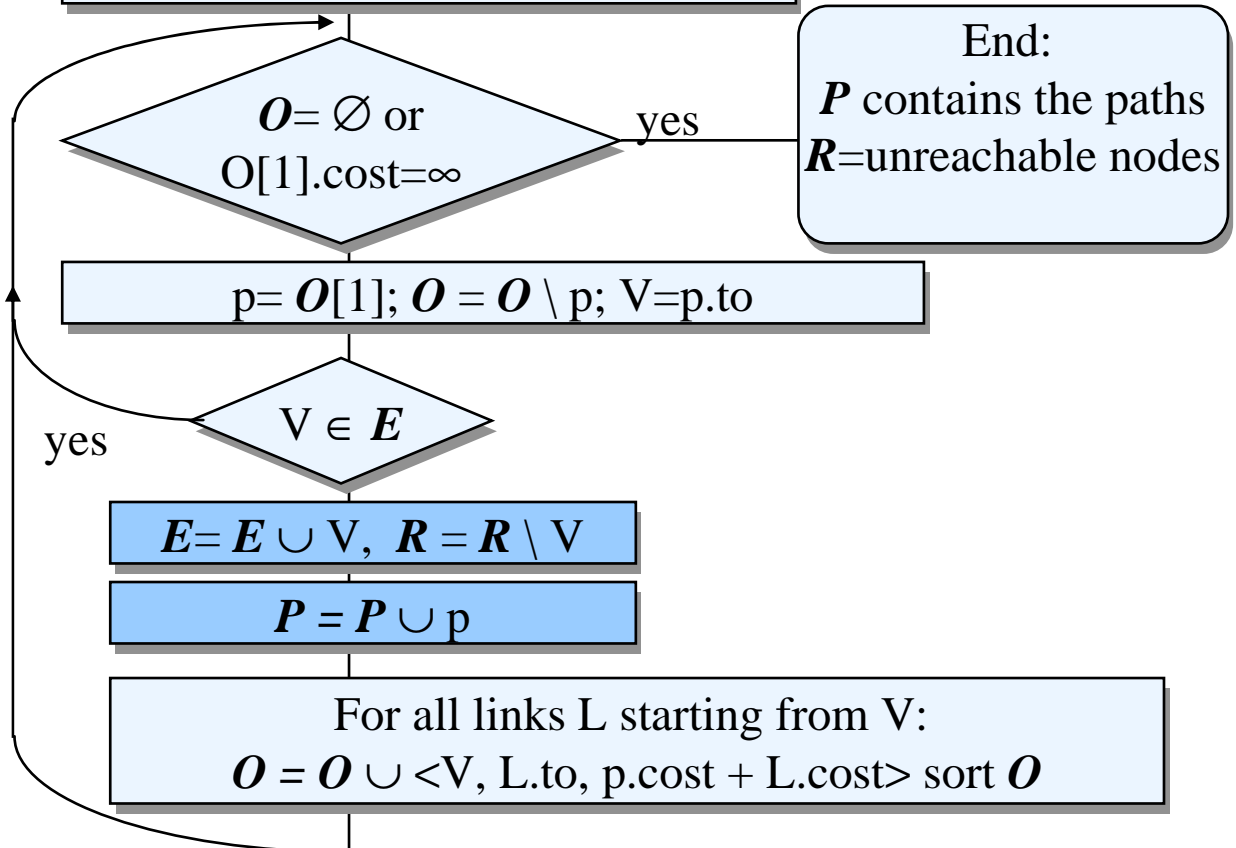 O= ∅ or
O[1].cost=∞
yes
End:
P contains the paths
R=unreachable nodes
p= O[1]; O = O \ p; V=p.to
V ∈ E
yes
E= E ∪ V, R = R \ V
P = P ∪ p
For all links L starting from V:
O = O ∪ <V, L.to, p.cost + L.cost> sort O